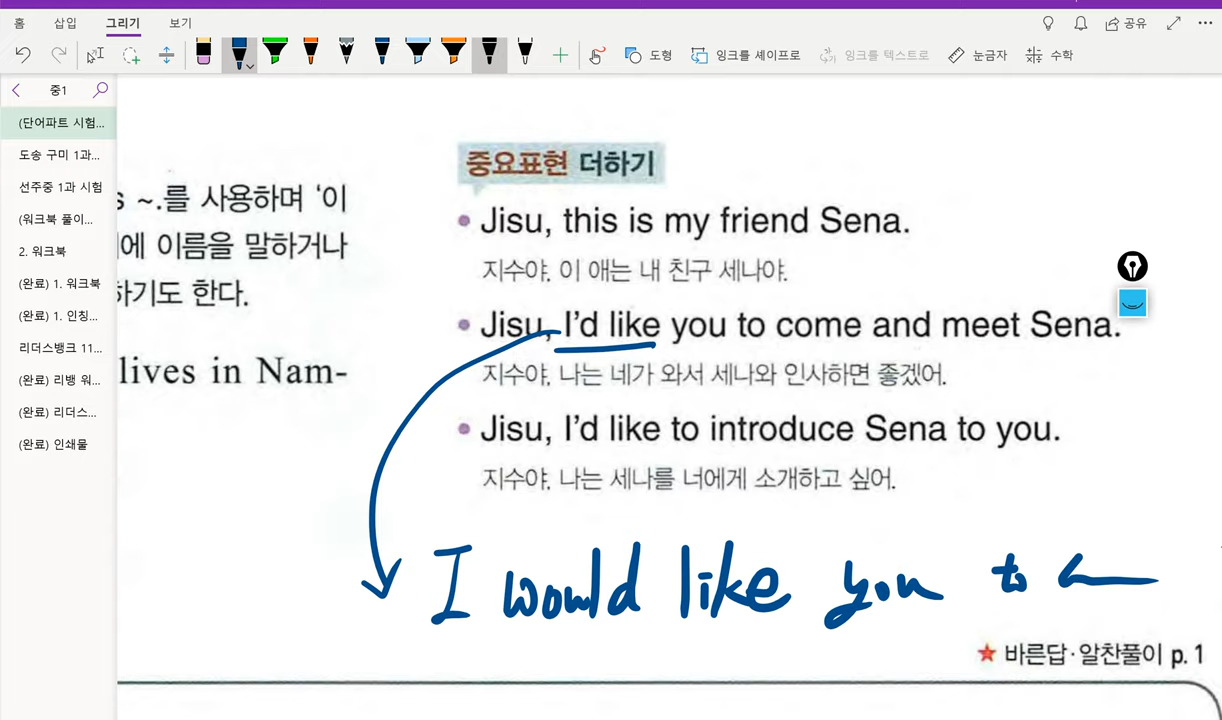 홈 삽입 그리기 보기 공유
잉크를 셰이프로 잉크를 텍스트로 도형 눈금자 수학
중1
(단어파트 시험...
도송 구미 1과...
선주중 1과 시험
(워크북 풀이...
2. 워크북
(완료) 1. 워크북
(완료) 1. 인칭...
리더스뱅크 11...
(완료) 리뱅 워...
(완료) 리더스...
(완료) 인쇄물
s ~.를 사용하며 '이
에 이름을 말하거나
하기도 한다.
lives in Nam-
중요표현 더하기
• Jisu, this is my friend Sena.
지수야, 이 애는 내 친구 세나야.
• Jisu, I'd like you to come and meet Sena.
지수야, 나는 네가 와서 세나와 인사하면 좋겠어.
• Jisu, I'd like to introduce Sena to you.
지수야, 나는 세나를 너에게 소개하고 싶어.
I would like you to
★ 바른답·알찬풀이 p. 1